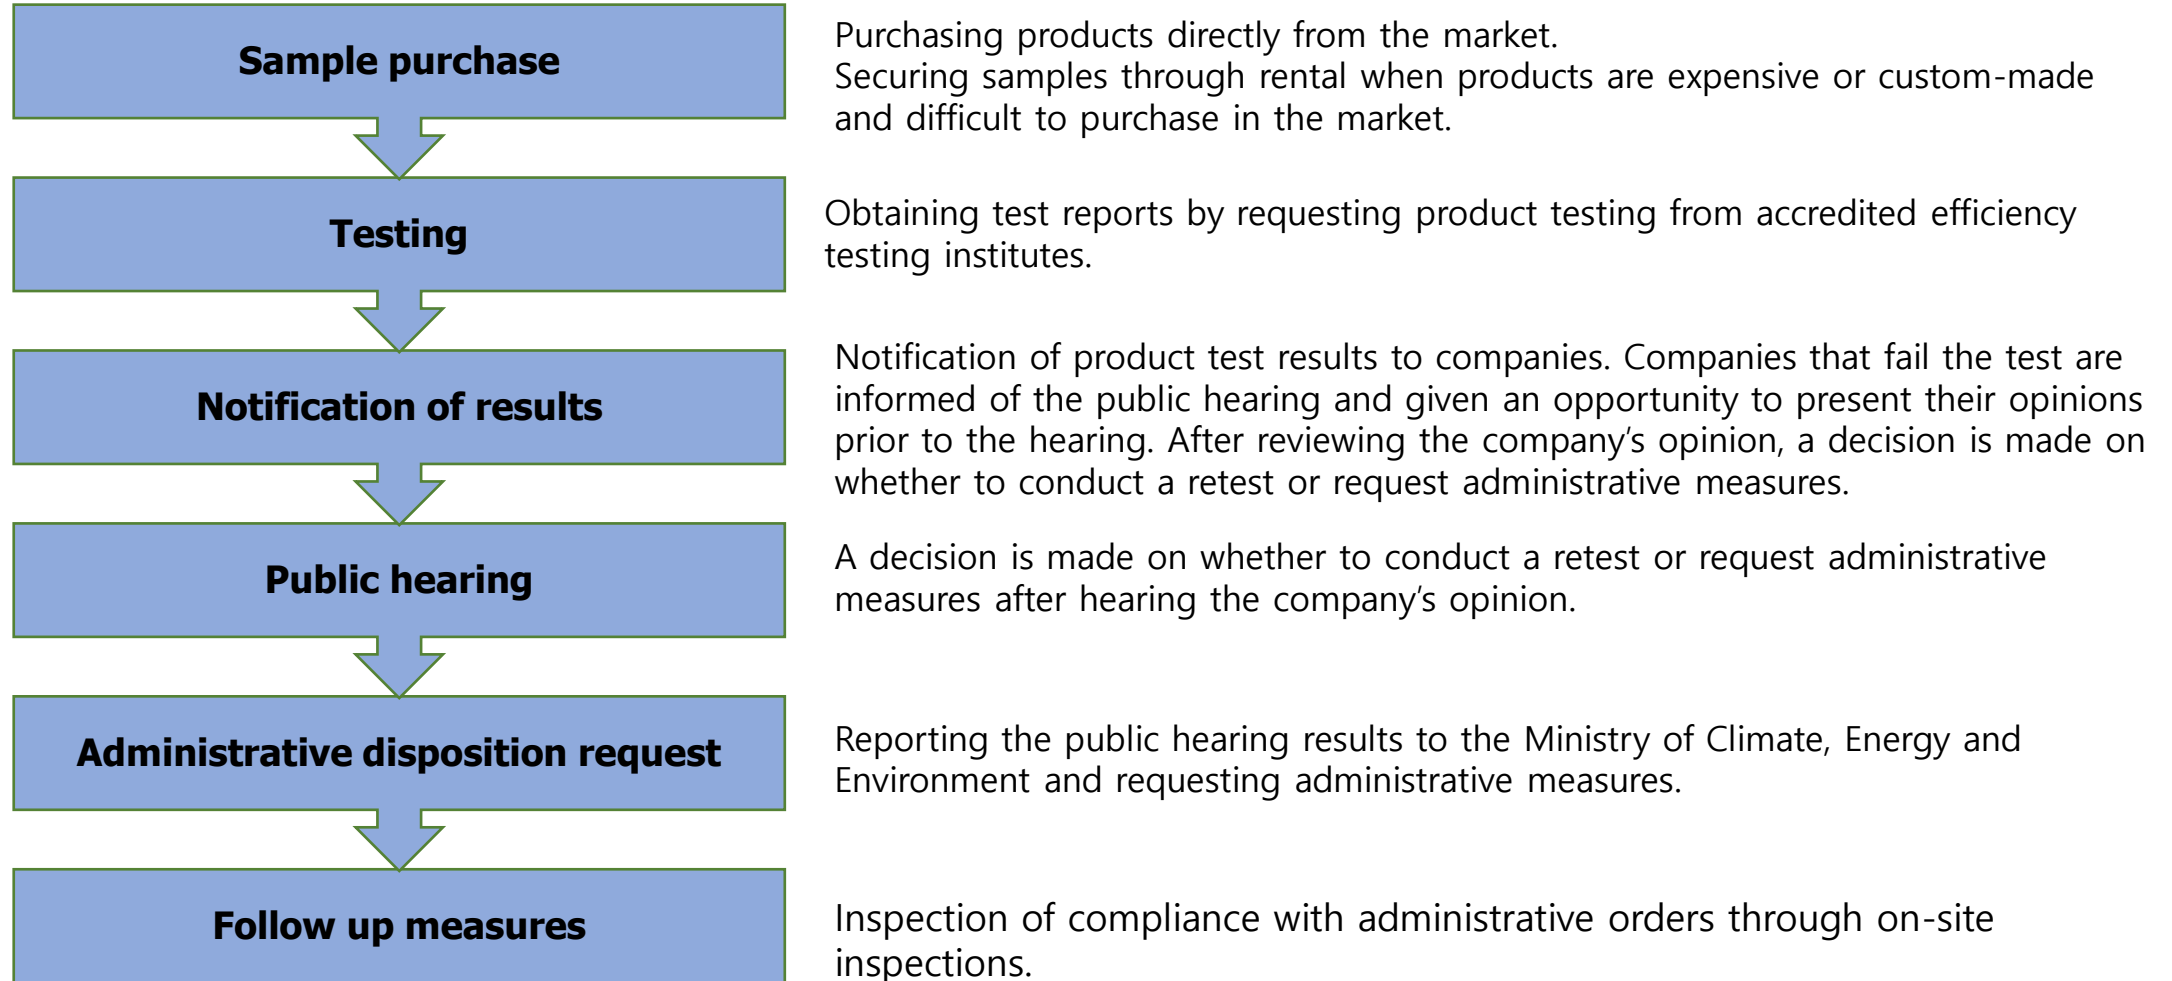 Sample purchase
Purchasing products directly from the market.
Securing samples through rental when products are expensive or custom-made
and difficult to purchase in the market.
Testing
Obtaining test reports by requesting product testing from accredited efficiency
testing institutes.
Notification of results
Notification of product test results to companies. Companies that fail the test are
informed of the public hearing and given an opportunity to present their opinions
prior to the hearing. After reviewing the company’s opinion, a decision is made on
whether to conduct a retest or request administrative measures.
Public hearing
A decision is made on whether to conduct a retest or request administrative
measures after hearing the company’s opinion.
Administrative disposition request
Reporting the public hearing results to the Ministry of Climate, Energy and
Environment and requesting administrative measures.
Follow up measures
Inspection of compliance with administrative orders through on-site
inspections.